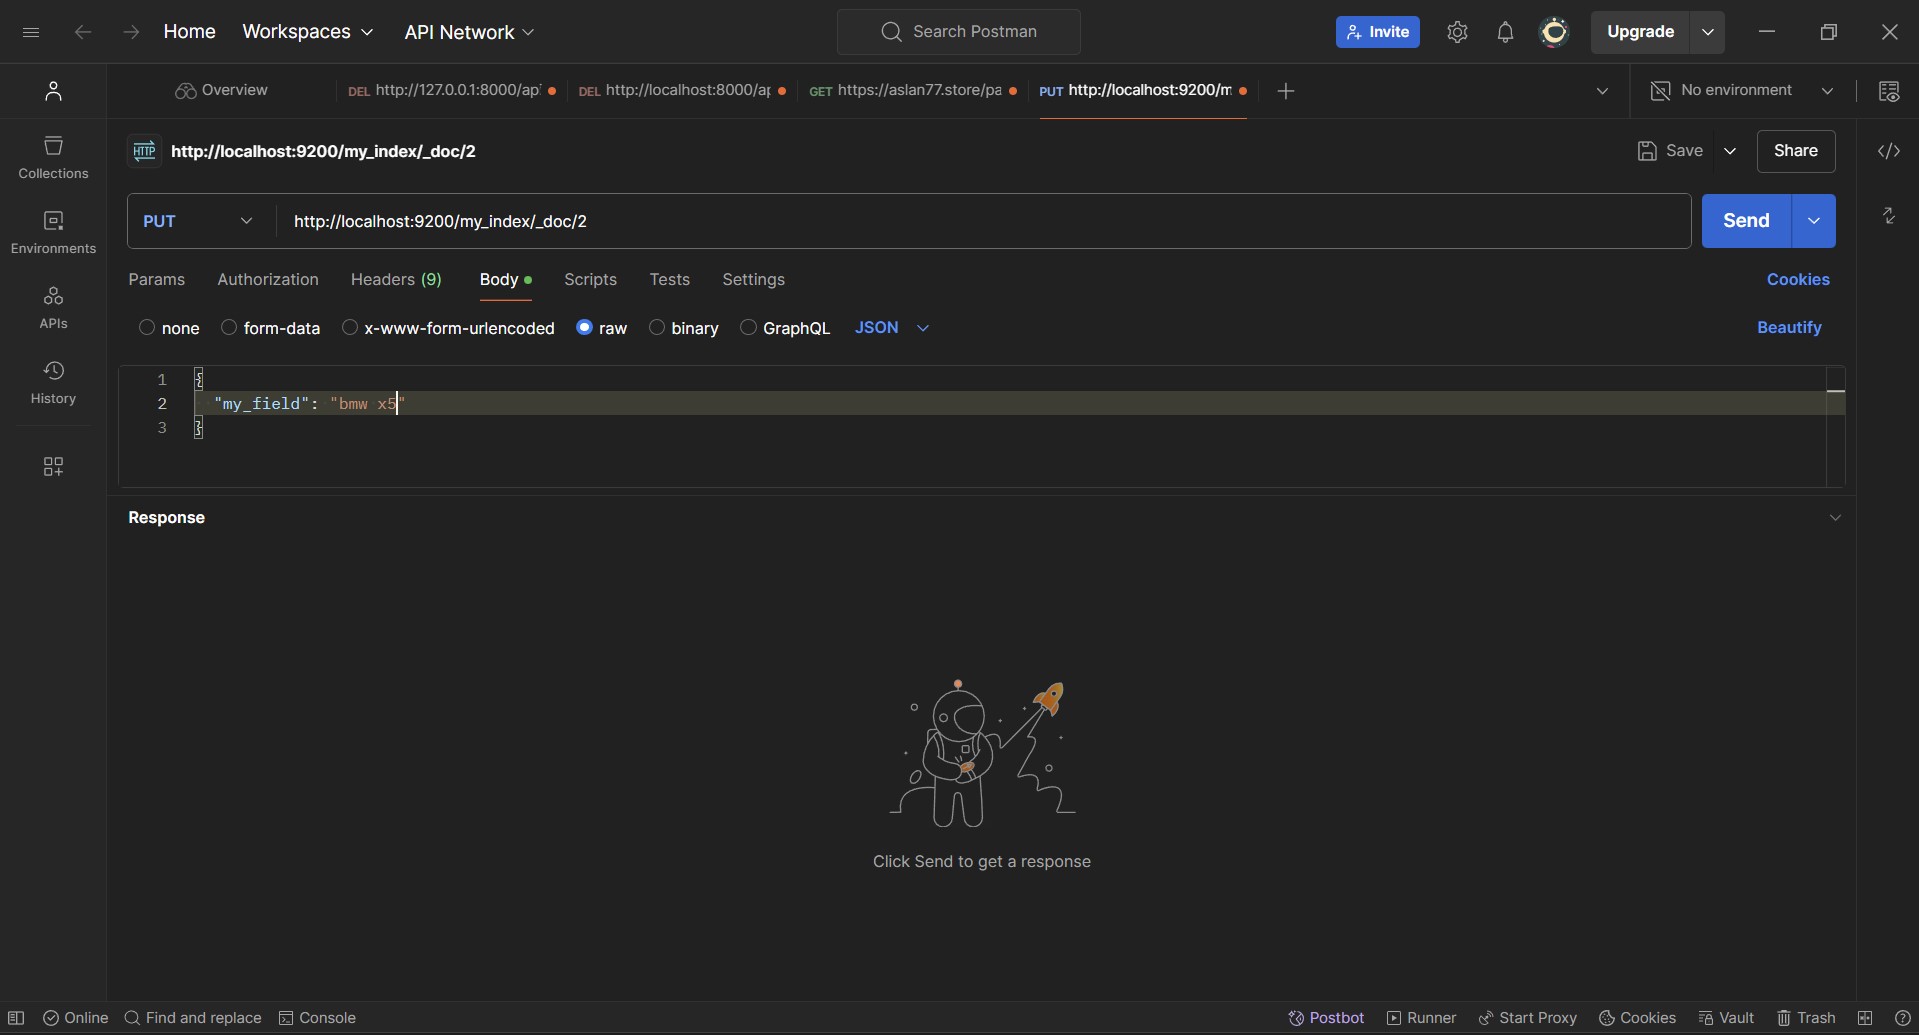 Home Workspaces API Network Search Postman Invite Upgrade
Overview DEL http://127.0.0.1:8000/api DEL http://localhost:8000/ap GET https://aslan77.store/pa PUT http://localhost:9200/m No environment
HTTP http://localhost:9200/my_index/_doc/2 Save Share
Collections
Environments
APIs
History
PUT http://localhost:9200/my_index/_doc/2 Send
Params Authorization Headers (9) Body Scripts Tests Settings Cookies
none form-data x-www-form-urlencoded raw binary GraphQL JSON Beautify
1 {
2 "my_field": "bmw x5"
3 }
Response
Click Send to get a response
Online Find and replace Console Postbot Runner Start Proxy Cookies Vault Trash